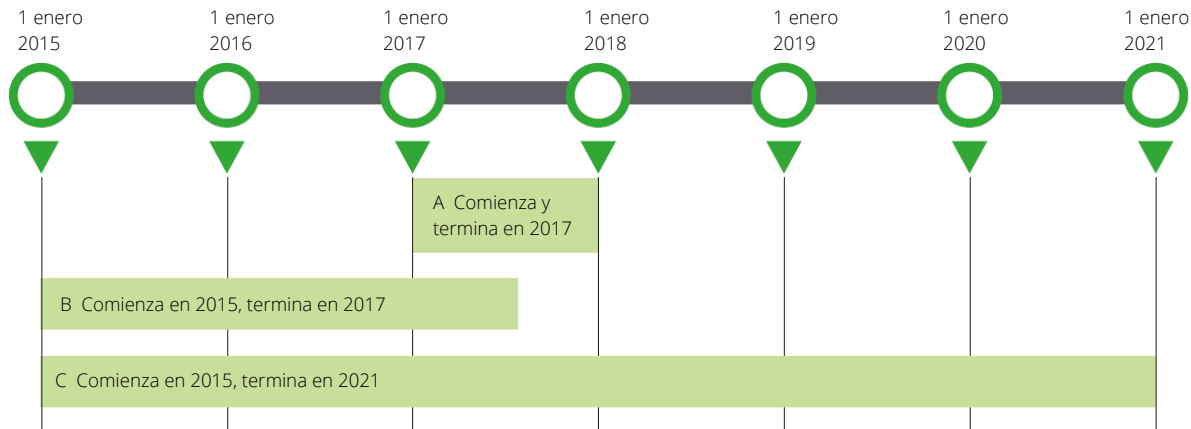 1 enero
2015
1 enero
2016
1 enero
2017
1 enero
2018
1 enero
2019
1 enero
2020
1 enero
2021
A Comienza y
termina en 2017
B Comienza en 2015, termina en 2017
C Comienza en 2015, termina en 2021